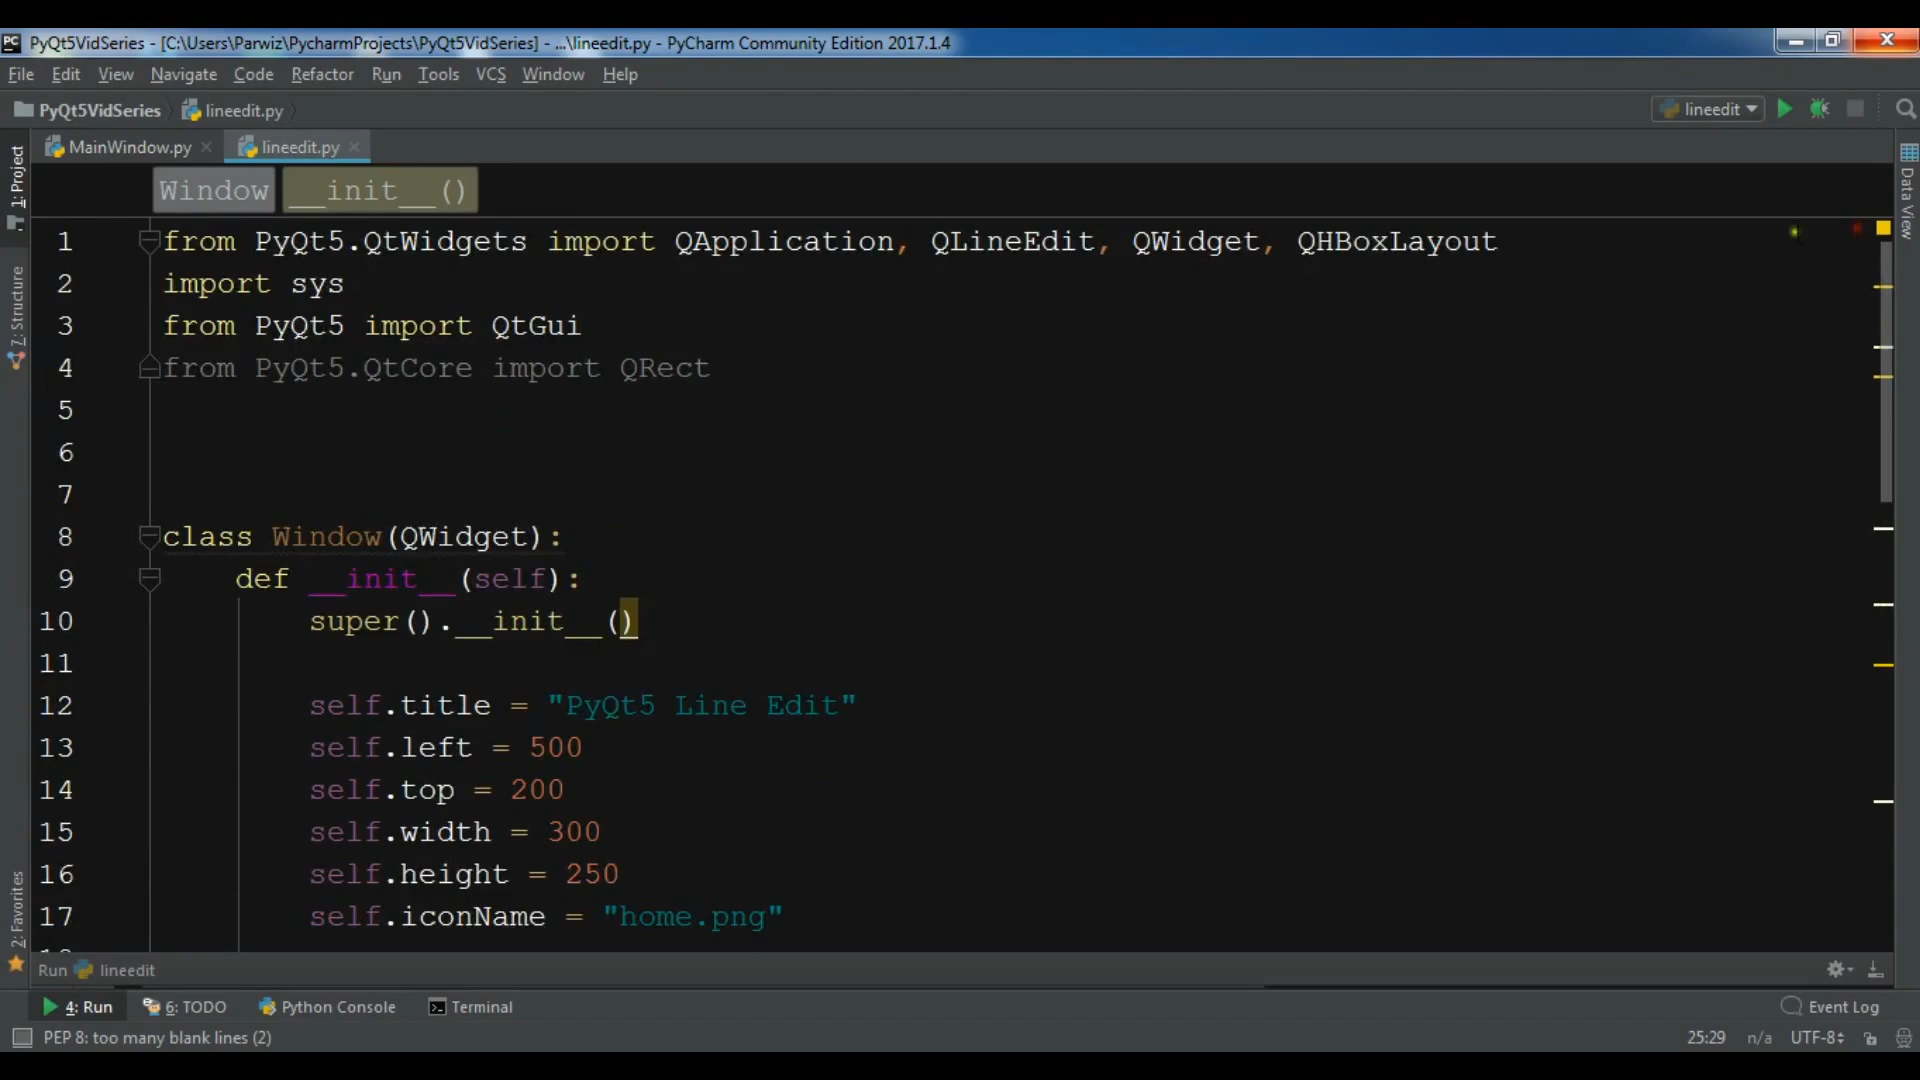 PyQt5VidSeries - [C:\Users\Parwiz\PycharmProjects\PyQt5VidSeries] - ...\lineedit.py - PyCharm Community Edition 2017.1.4
File Edit View Navigate Code Refactor Run Tools VCS Window Help
PyQt5VidSeries lineedit.py lineedit
MainWindow.py lineedit.py
Window __init__()
1 from PyQt5.QtWidgets import QApplication, QLineEdit, QWidget, QHBoxLayout
2 import sys
3 from PyQt5 import QtGui
4 from PyQt5.QtCore import QRect
5
6
7
8 class Window(QWidget):
9 def __init__(self):
10 super().__init__()
11
12 self.title = "PyQt5 Line Edit"
13 self.left = 500
14 self.top = 200
15 self.width = 300
16 self.height = 250
17 self.iconName = "home.png"
1: Project
7: Structure
2: Favorites
Data View
Run lineedit
4: Run 6: TODO Python Console Terminal Event Log
PEP 8: too many blank lines (2) 25:29 n/a UTF-8